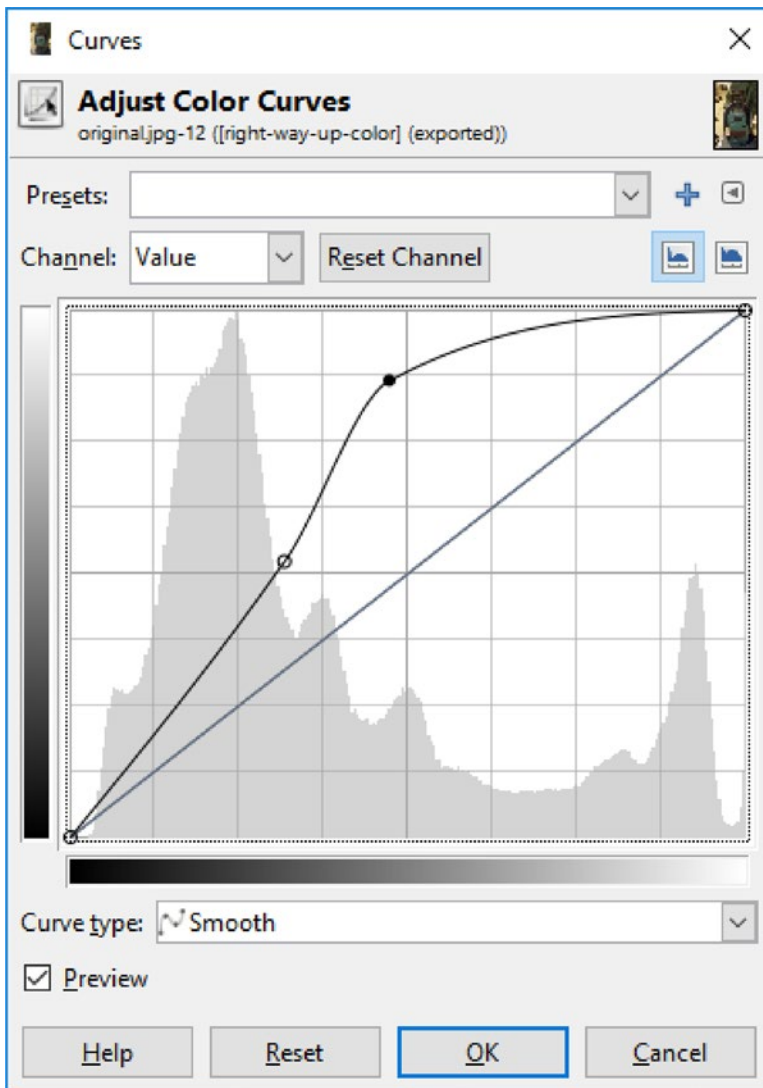 Curves
Adjust Color Curves
original.jpg-12 ([right-way-up-color] (exported))
Presets:
Channel: Value Reset Channel
Curve type: Smooth
Preview
Help Reset OK Cancel